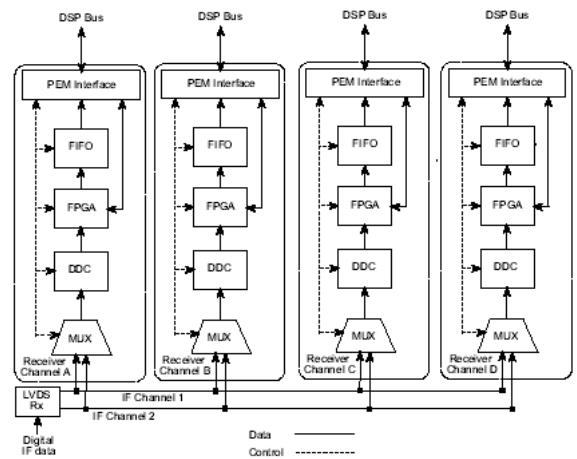 DSP Bus
DSP Bus
DSP Bus
DSP Bus
PEM Interface
PEM Interface
PEM Interface
PEM Interface
FIFO
FIFO
FIFO
FIFO
FPGA
FPGA
FPGA
FPGA
DDC
DDC
DDC
DDC
MUX
MUX
MUX
MUX
Receiver
Channel A
Receiver
Channel B
Receiver
Channel C
Receiver
Channel D
LVDS
Rx
IF Channel 1
IF Channel 2
Digital
IF data
Data
Control